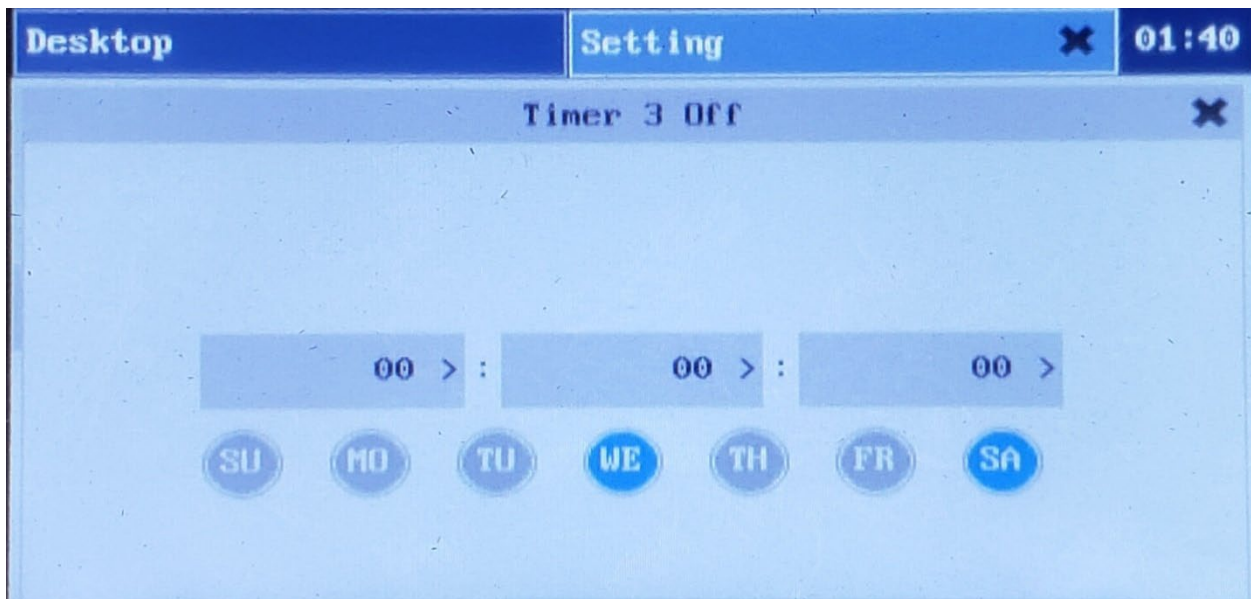 Desktop Setting ✖ 01:40
Timer 3 Off ✖
00 > : 00 > : 00 >
SU MO TU WE TH FR SA